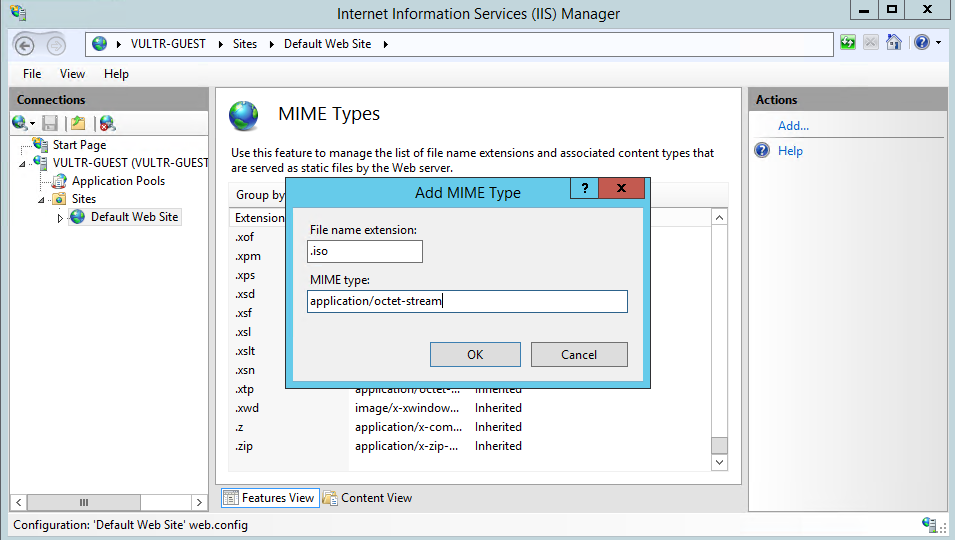 Internet Information Services (IIS) Manager
VULTR-GUEST
Sites
Default Web Site
File
View
Help
Connections
Start Page
VULTR-GUEST (VULTR-GUEST
Application Pools
Sites
Default Web Site
MIME Types
Use this feature to manage the list of file name extensions and associated content types that
are served as static files by the Web server.
Group by
Extension
.xof
.xpm
.xps
.xsd
.xsf
.xsl
.xslt
.xsn
.xtp application/octet-... Inherited
.xwd image/x-xwindow... Inherited
.z application/x-com... Inherited
.zip application/x-zip-... Inherited
Add MIME Type
?
x
File name extension:
.iso
MIME type:
application/octet-stream
OK
Cancel
Features View
Content View
Actions
Add...
Help
Configuration: 'Default Web Site' web.config